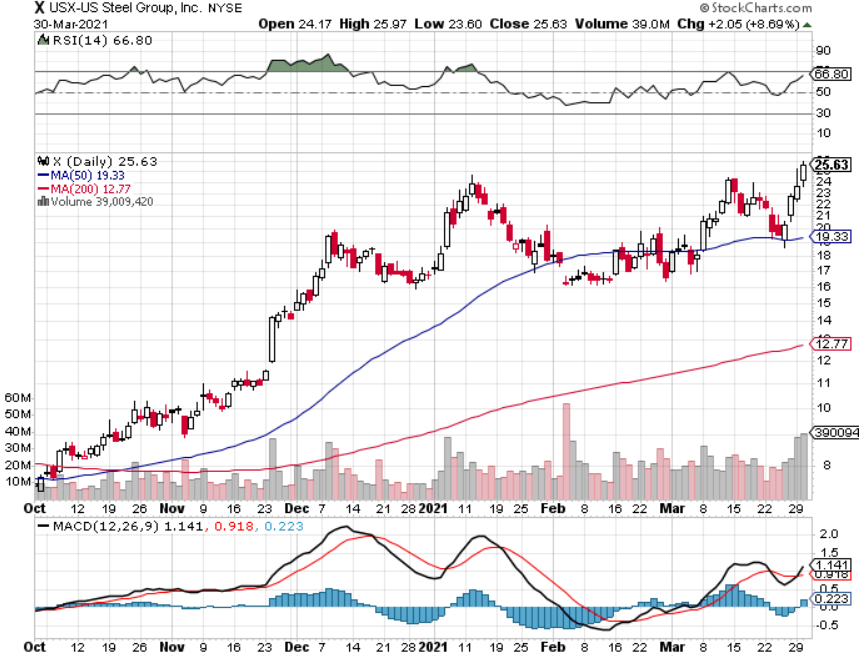 X USX-US Steel Group, Inc. NYSE © StockCharts.com
30-Mar-2021 Open 24.17 High 25.97 Low 23.60 Close 25.63 Volume 39.0M Chg +2.05 (+8.69%)
RSI(14) 66.80
90
66.80
50
30
10
X (Daily) 25.63
MA(50) 19.33
MA(200) 12.77
Volume 39,009,420
25.63
24
23
22
21
19.33
18
17
16
15
14
12.77
12
11
10
8
60M
50M
40M
30M
20M
10M
390094
Oct 12 19 26 Nov 9 16 23 Dec 7 14 21 28 2021 11 19 25 Feb 8 16 22 Mar 8 15 22 29
MACD(12,26,9) 1.141, 0.918, 0.223
2.0
1.5
1.141
0.918
0.5
0.223
0.0
-0.5
Oct 12 19 26 Nov 9 16 23 Dec 7 14 21 28 2021 11 19 25 Feb 8 16 22 Mar 8 15 22 29